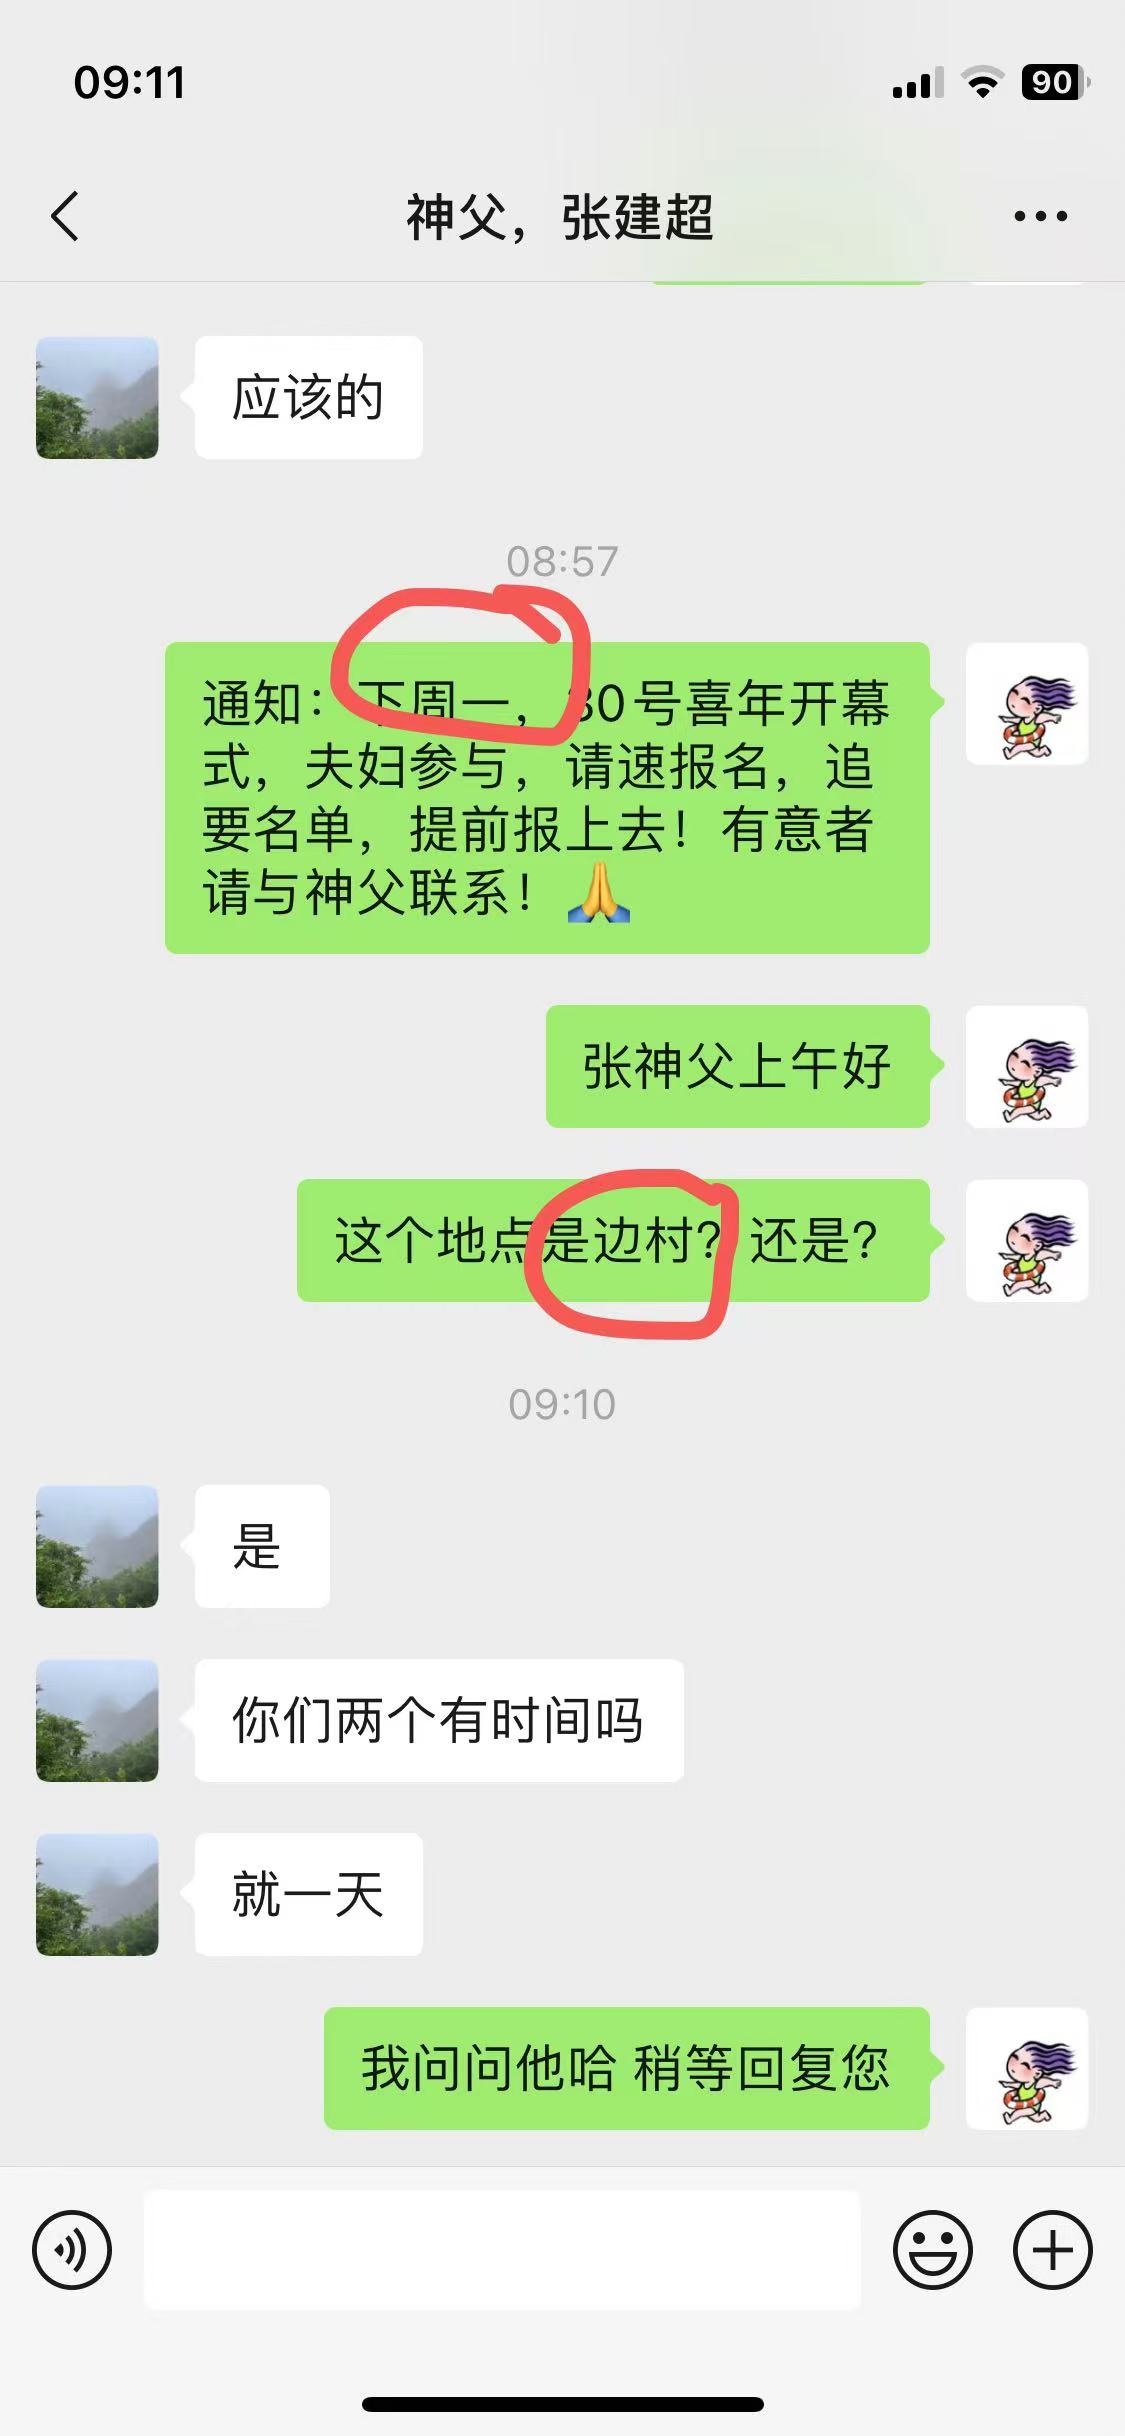 09:11
90
神父，张建超
应该的
08:57
通知：下周一，30号喜年开幕
式，夫妇参与，请速报名，追
要名单，提前报上去！有意者
请与神父联系！🙏
张神父上午好
这个地点是边村？还是？
09:10
是
你们两个有时间吗
就一天
我问问他哈 稍等回复您